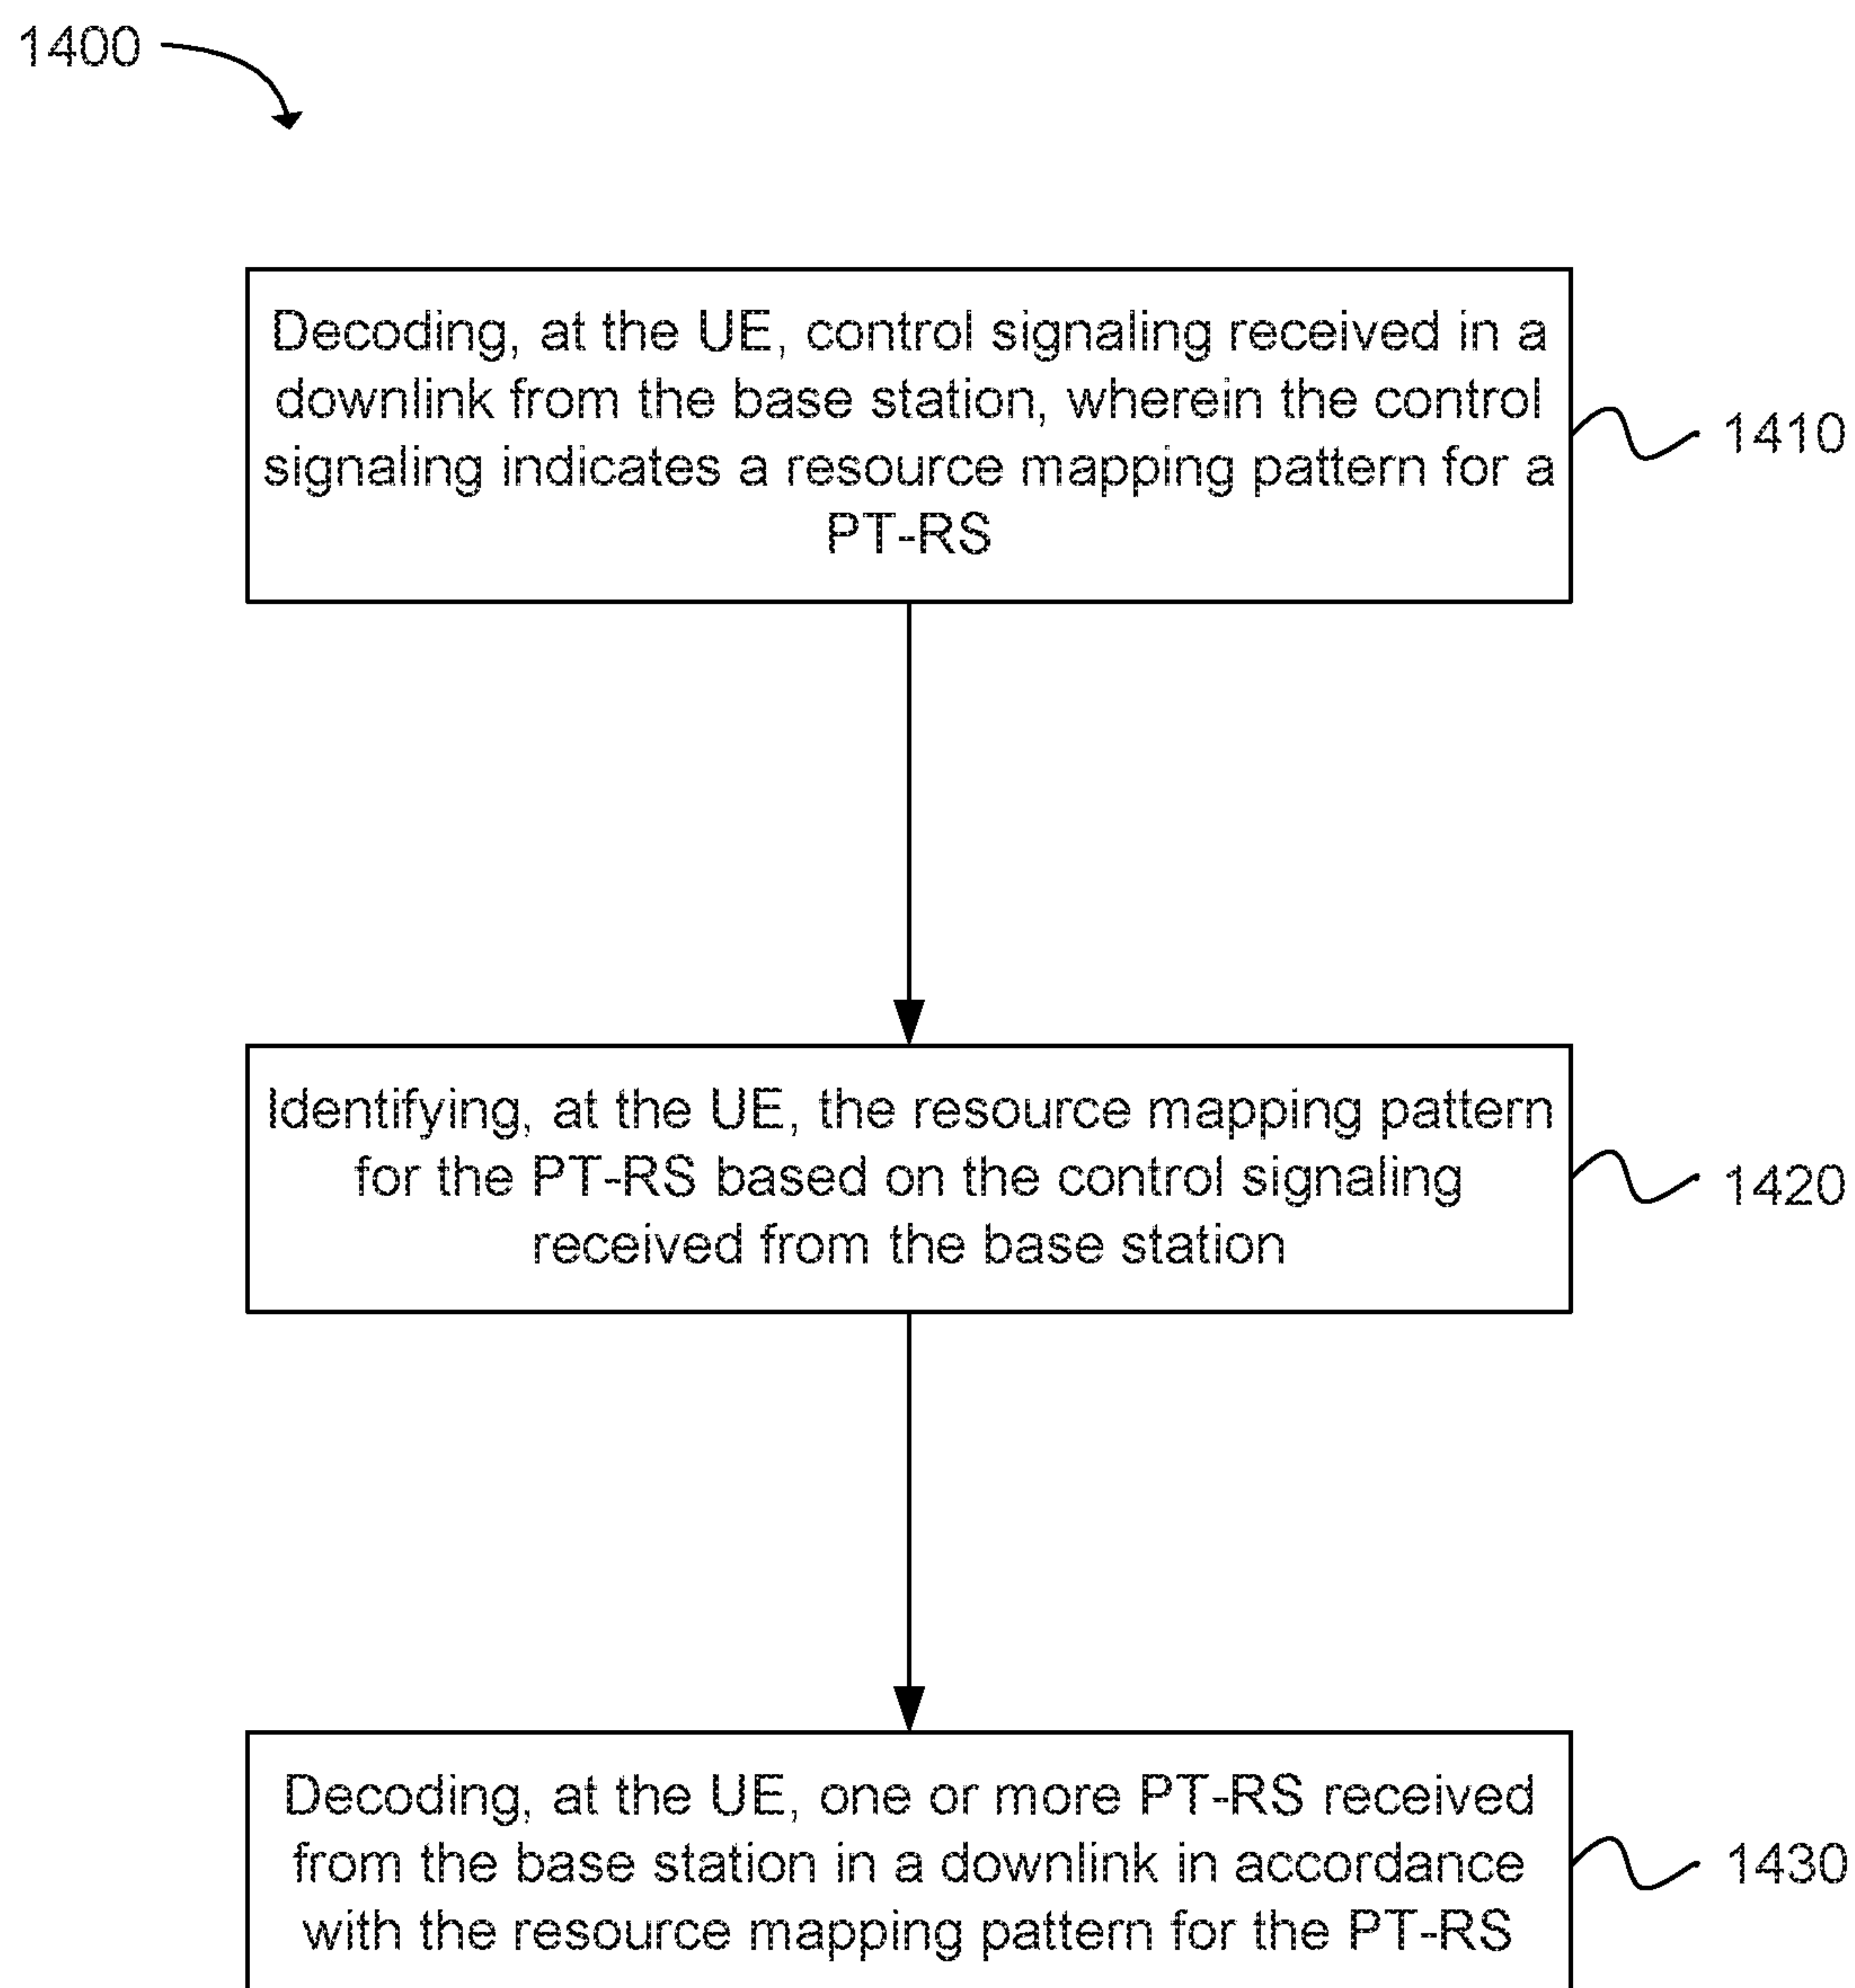 1400
Decoding, at the UE, control signaling received in a
downlink from the base station, wherein the control
signaling indicates a resource mapping pattern for a
PT-RS
1410
Identifying, at the UE, the resource mapping pattern
for the PT-RS based on the control signaling
received from the base station
1420
Decoding, at the UE, one or more PT-RS received
from the base station in a downlink in accordance
with the resource mapping pattern for the PT-RS
1430